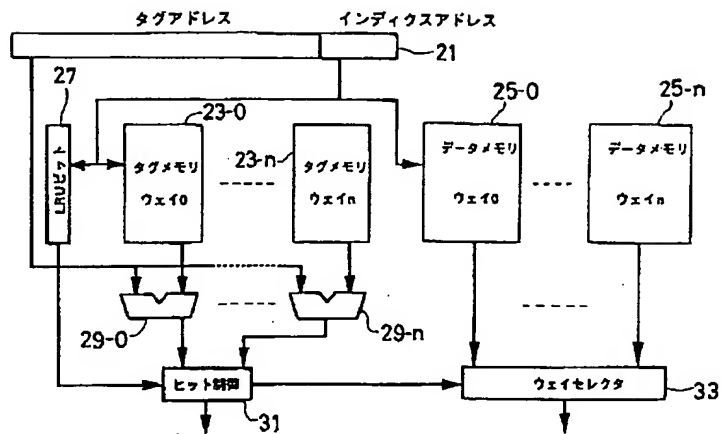 タグアドレス
インデクスアドレス
21
27
23-0
23-n
25-0
25-n
LRUビット
タグメモリ
ウェイ0
タグメモリ
ウェイn
データメモリ
ウェイ0
データメモリ
ウェイn
29-0
29-n
ヒット制御
31
ウェイセレクタ
33